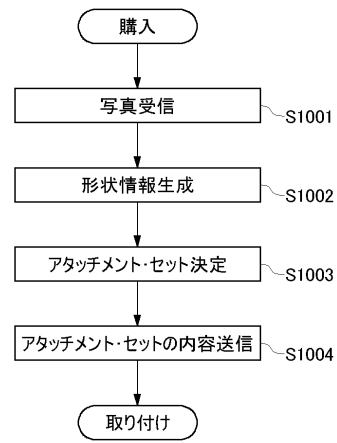 購入
写真受信
S1001
形状情報生成
S1002
アタッチメント・セット決定
S1003
アタッチメント・セットの内容送信
S1004
取り付け